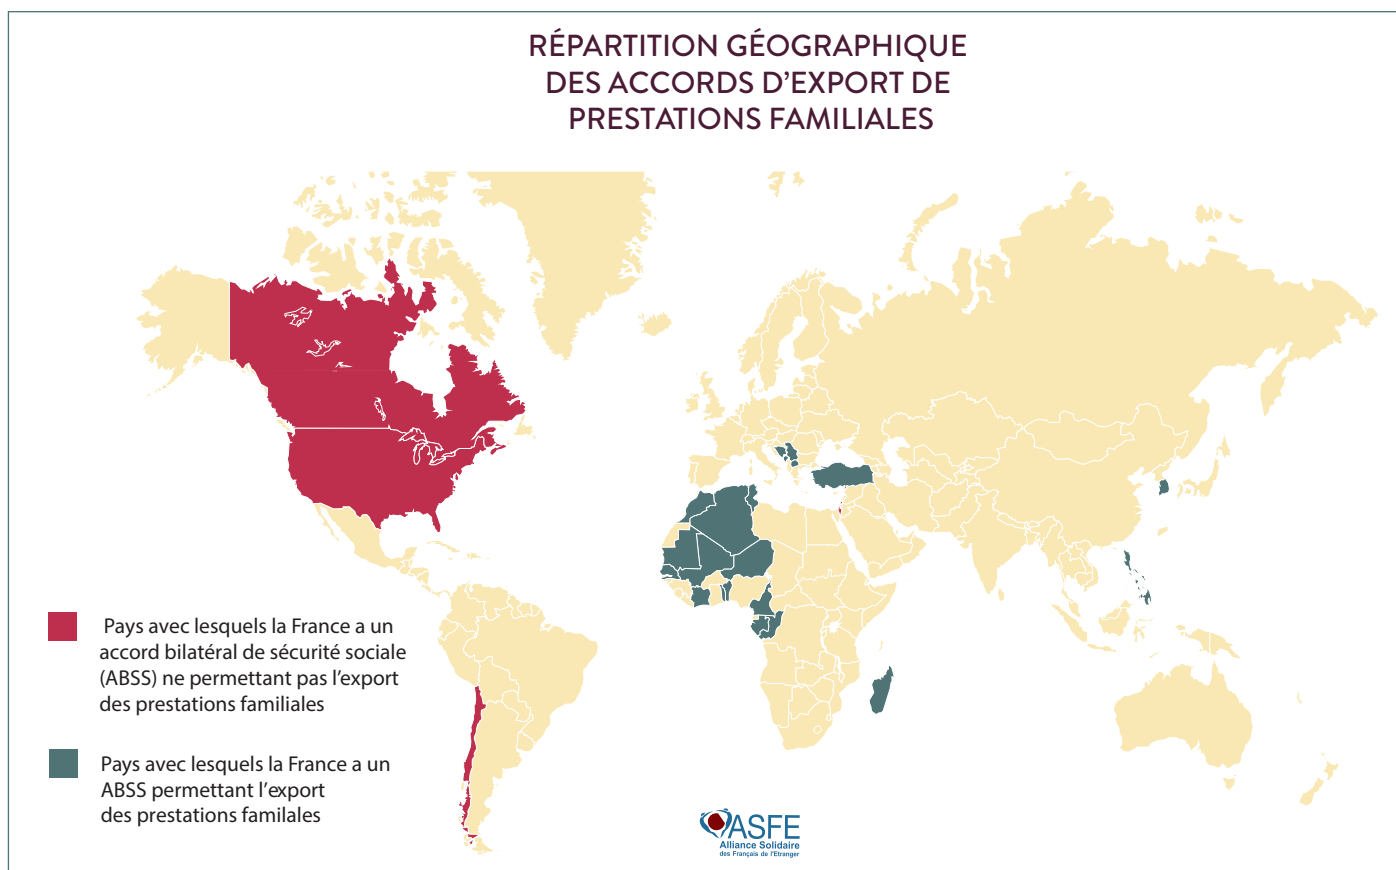 RÉPARTITION GÉOGRAPHIQUE
DES ACCORDS D’EXPORT DE
PRESTATIONS FAMILIALES
Pays avec lesquels la France a un
accord bilatéral de sécurité sociale
(ABSS) ne permettant pas l’export
des prestations familiales
Pays avec lesquels la France a un
ABSS permettant l’export
des prestations familales
ASFE
Alliance Solidaire
des Français de l'Etranger